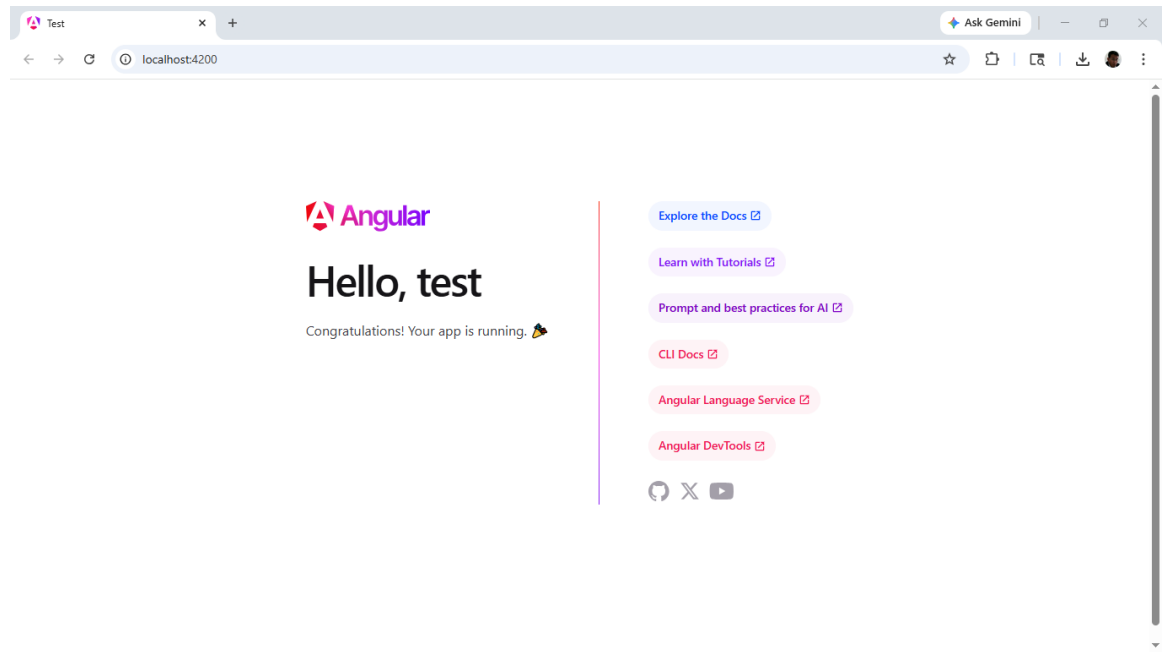 Test
Ask Gemini
localhost:4200
Angular
Hello, test
Congratulations! Your app is running. 🎉
Explore the Docs
Learn with Tutorials
Prompt and best practices for AI
CLI Docs
Angular Language Service
Angular DevTools